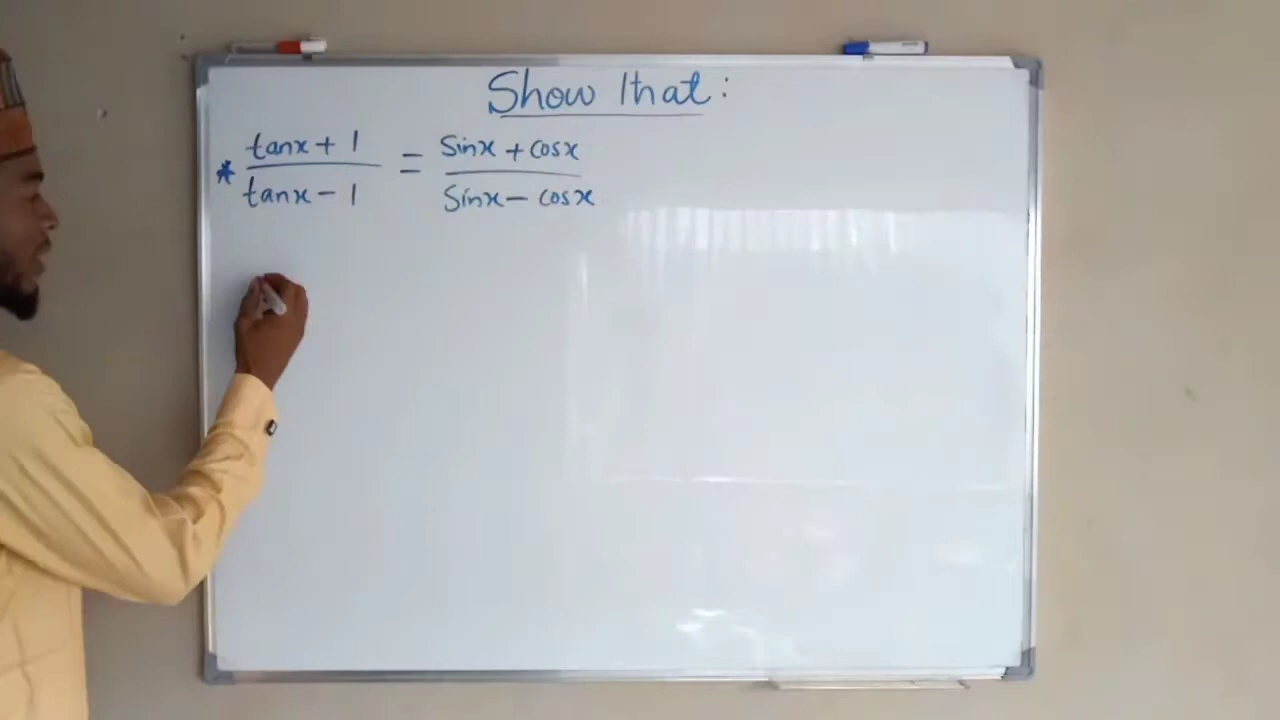 Show that:
* tanx + 1 / tanx - 1 = Sinx + cosx / Sinx - cosx